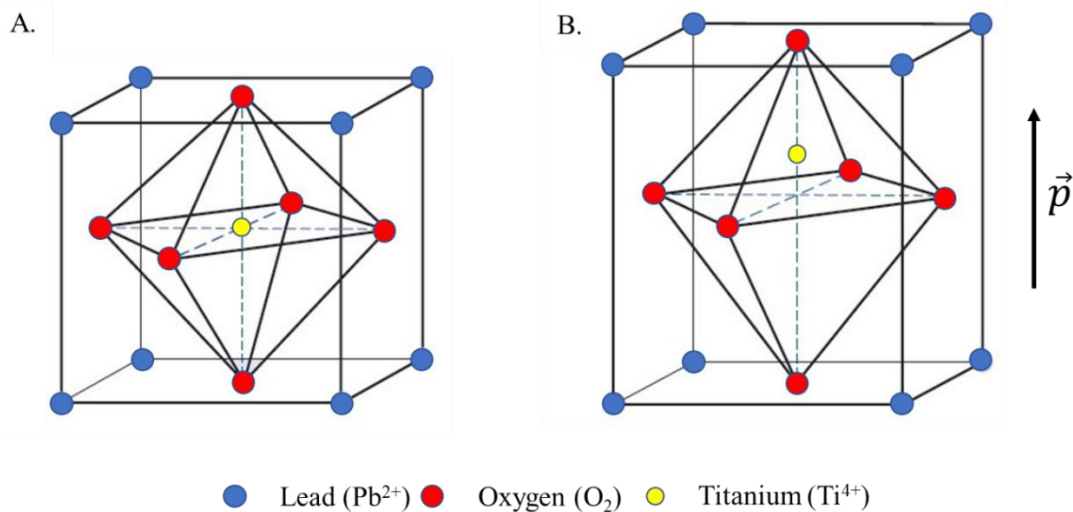 A.
B.
p⃗
Lead (Pb²⁺) Oxygen (O₂) Titanium (Ti⁴⁺)